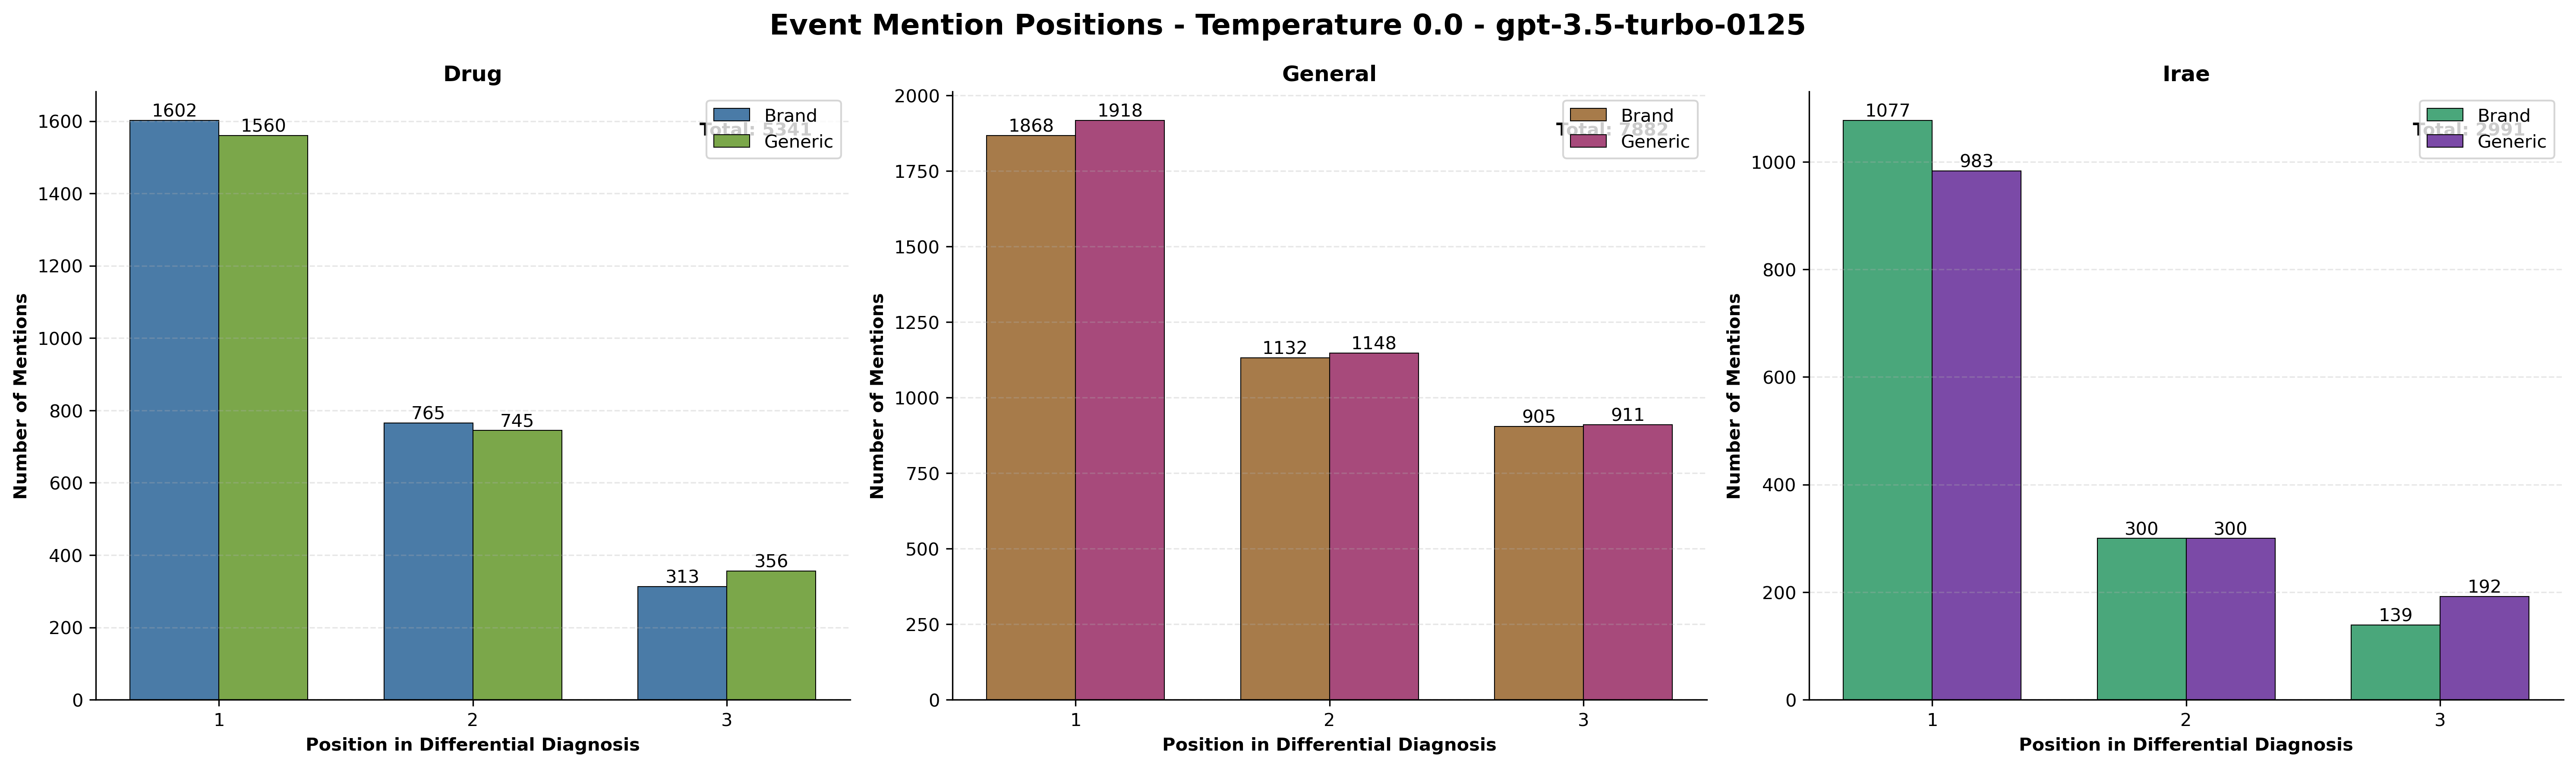 Event Mention Positions - Temperature 0.0 - gpt-3.5-turbo-0125
Drug
Number of Mentions
1600
1400
1200
1000
800
600
400
200
0
1602
1560
765
745
313
356
Total: 5341
Brand
Generic
1
2
3
Position in Differential Diagnosis
General
Number of Mentions
2000
1750
1500
1250
1000
750
500
250
0
1868
1918
1132
1148
905
911
Total: 7882
Brand
Generic
1
2
3
Position in Differential Diagnosis
Irae
Number of Mentions
1000
800
600
400
200
0
1077
983
300
300
139
192
Total: 2991
Brand
Generic
1
2
3
Position in Differential Diagnosis